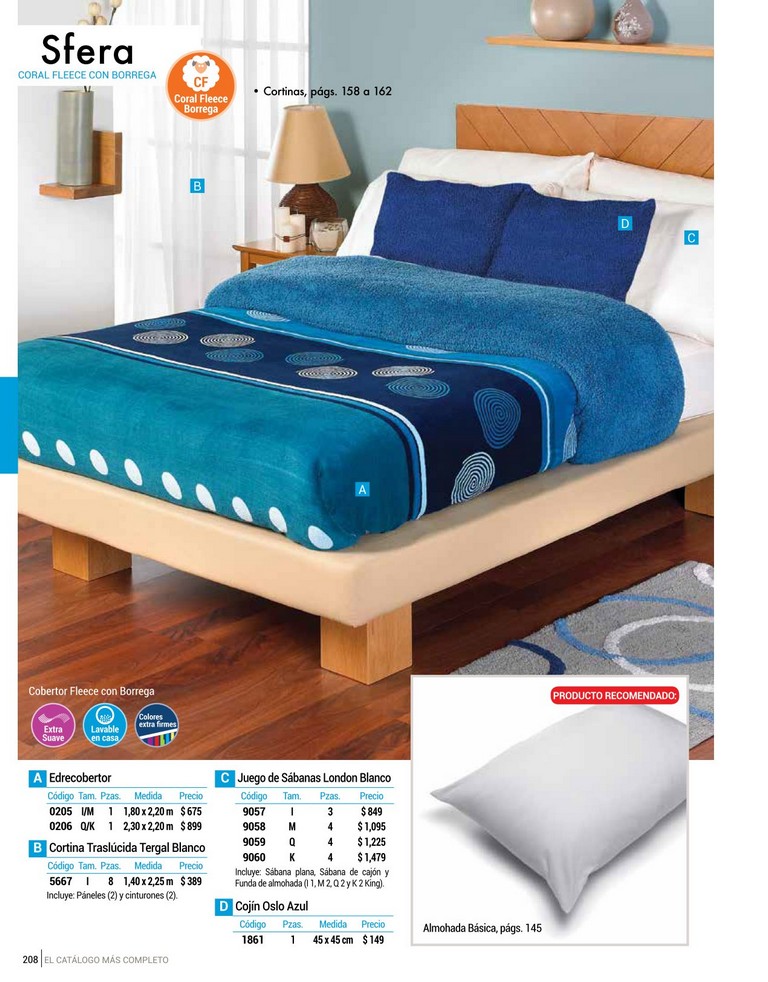 Sfera
CORAL FLEECE CON BORREGA
CF
Coral Fleece
Borrega
• Cortinas, págs. 158 a 162
B
D
C
A
Cobertor Fleece con Borrega
Extra
Suave
Lavable
en casa
Colores
extra firmes
PRODUCTO RECOMENDADO:
Almohada Básica, págs. 145
A Edrecobertor
Código Tam. Pzas. Medida Precio
0205 I/M 1 1,80 x 2,20 m $ 675
0206 Q/K 1 2,30 x 2,20 m $ 899
B Cortina Traslúcida Tergal Blanco
Código Tam. Pzas. Medida Precio
5667 I 8 1,40 x 2,25 m $ 389
Incluye: Páneles (2) y cinturones (2).
C Juego de Sábanas London Blanco
Código Tam. Pzas. Precio
9057 I 3 $ 849
9058 M 4 $ 1,095
9059 Q 4 $ 1,225
9060 K 4 $ 1,479
Incluye: Sábana plana, Sábana de cajón y
Funda de almohada (I 1, M 2, Q 2 y K 2 King).
D Cojín Oslo Azul
Código Pzas. Medida Precio
1861 1 45 x 45 cm $ 149
208 EL CATÁLOGO MÁS COMPLETO